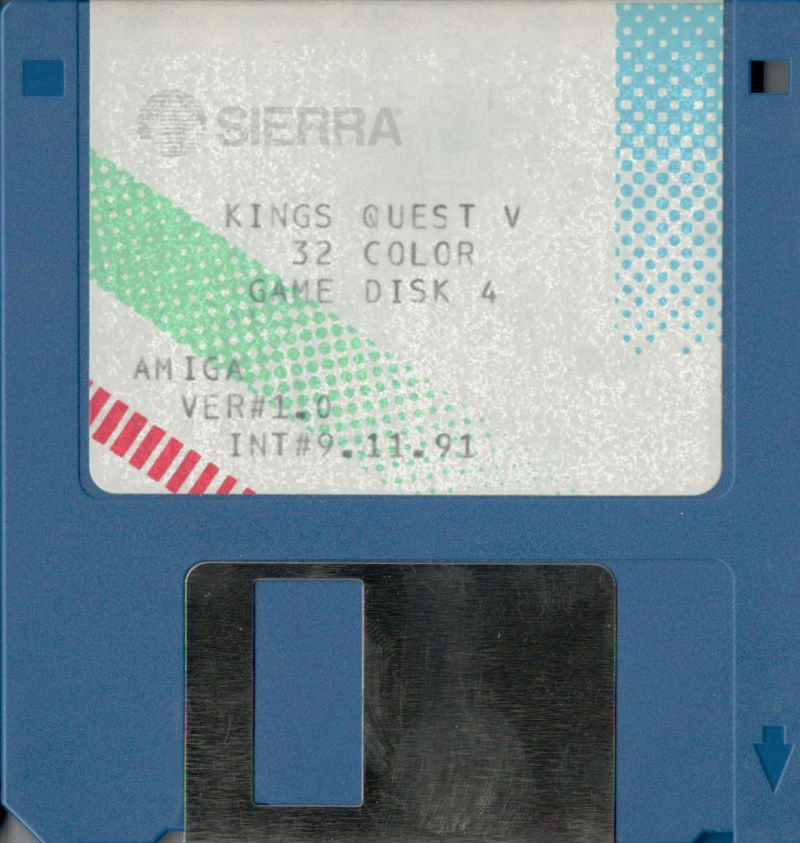 SIERRA
KINGS QUEST V
32 COLOR
GAME DISK 4
AMIGA
VER#1.0
INT#9.11.91